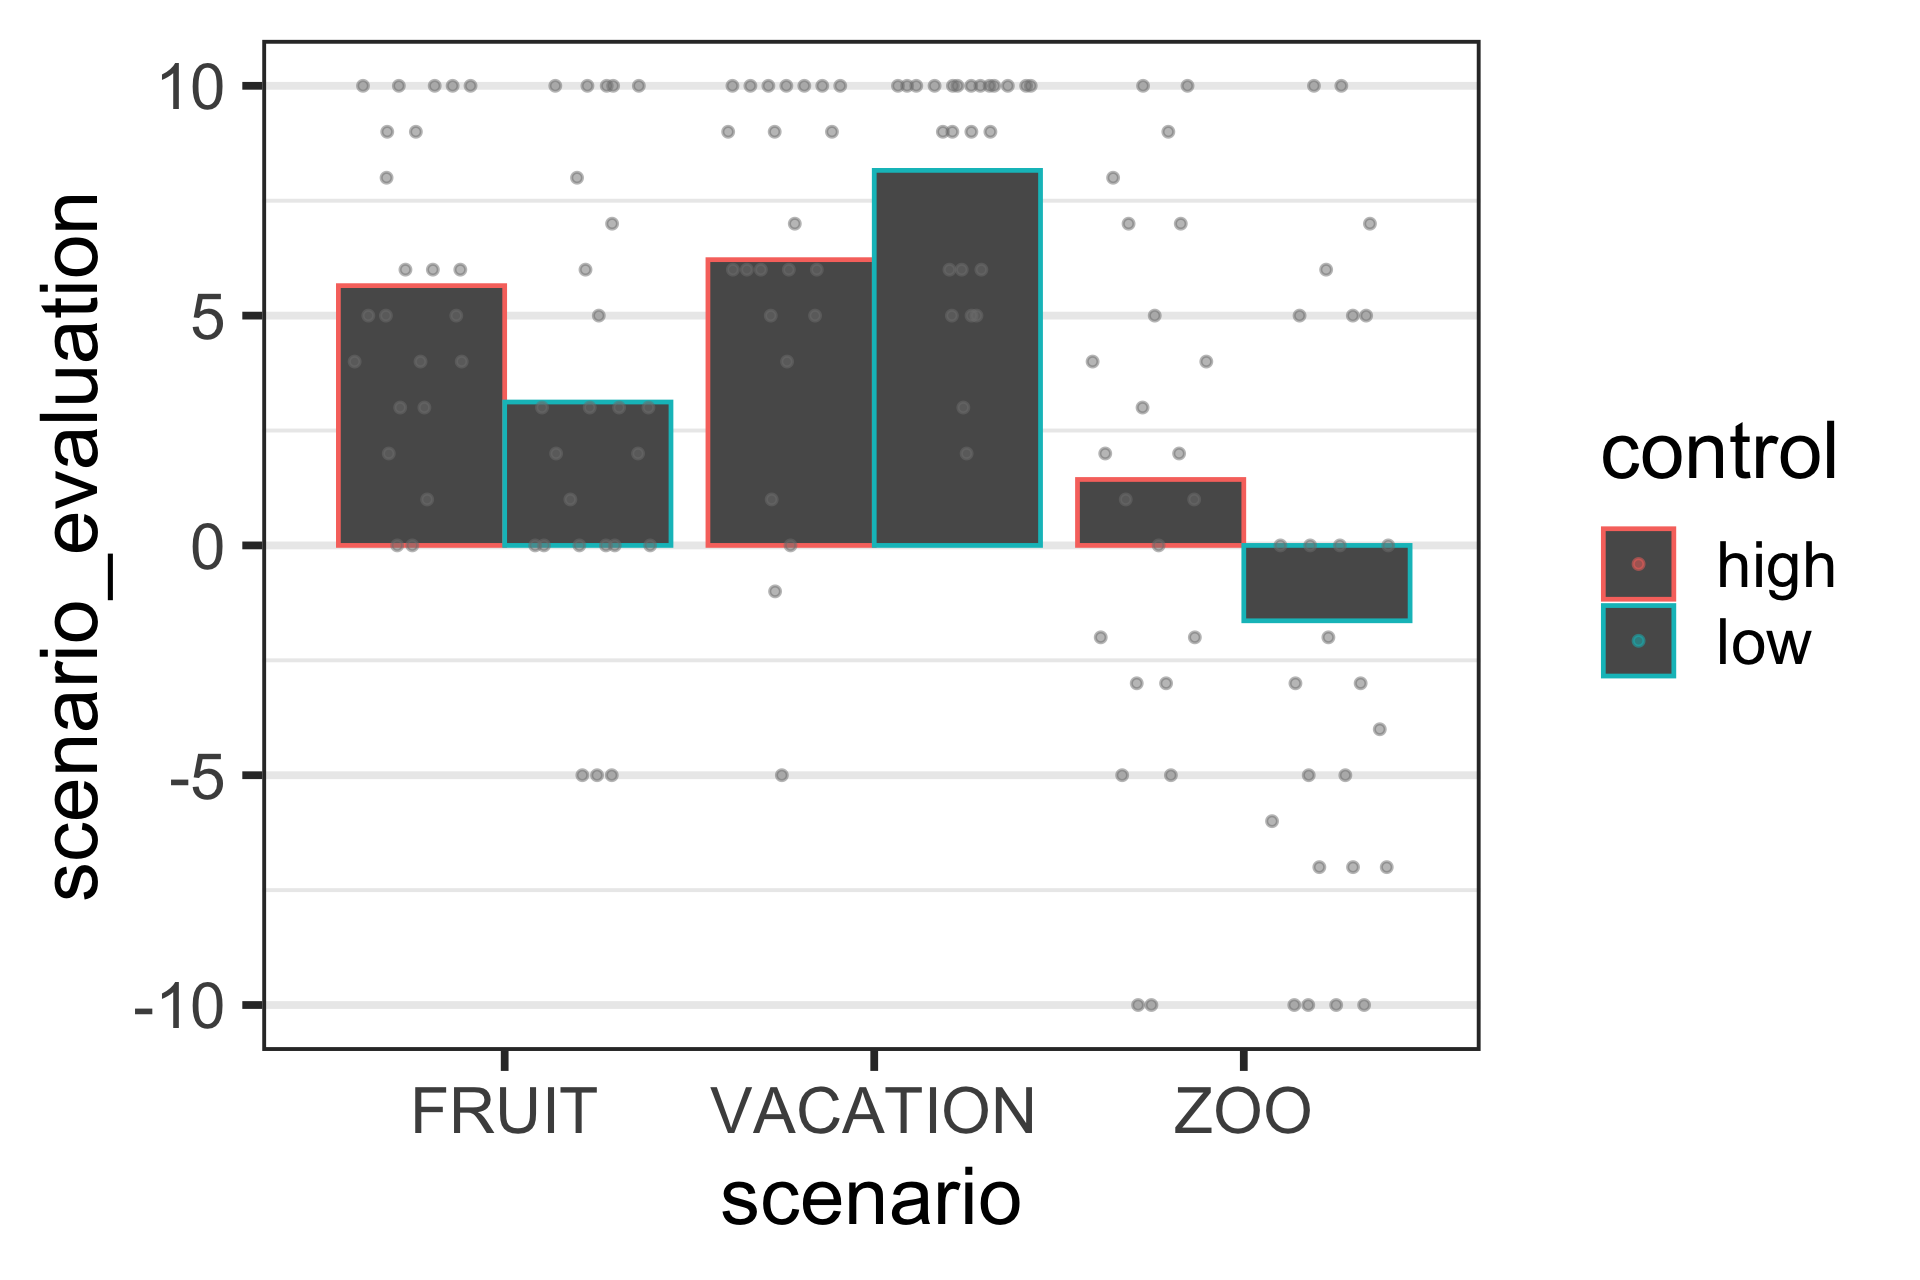 scenario_evaluation
10
5
0
-5
-10
FRUIT VACATION ZOO
scenario
control
high
low